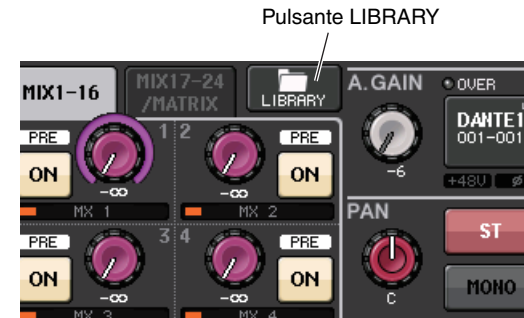 Pulsante LIBRARY
MIX1-16
MIX17-24
/MATRIX
LIBRARY
A.GAIN
OVER
DANTE1
001-001
-6
+48V
Ø
PRE
ON
-∞
1
MX 1
2
-∞
PRE
ON
MX 2
PRE
ON
-∞
3
MX 3
4
-∞
PRE
ON
MX 4
PAN
C
ST
MONO